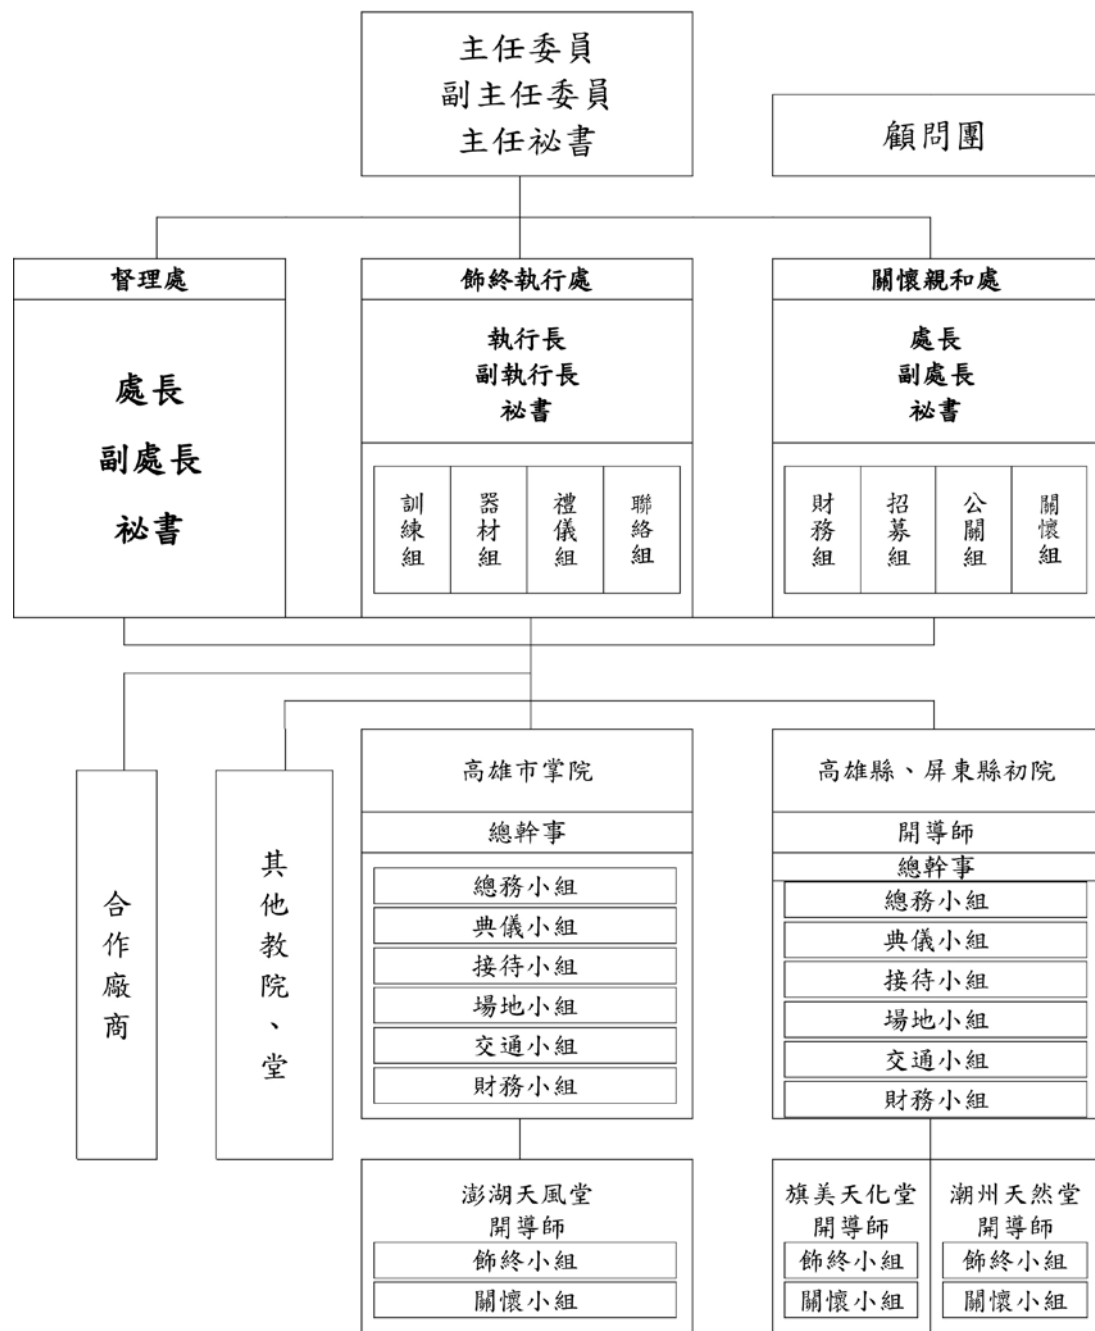 主任委員
副主任委員
主任祕書
顧問團
督理處
處長
副處長
祕書
飾終執行處
執行長
副執行長
祕書
訓練組
器材組
禮儀組
聯絡組
關懷親和處
處長
副處長
祕書
財務組
招募組
公關組
關懷組
合作廠商
其他教院、堂
高雄市掌院
總幹事
總務小組
典儀小組
接待小組
場地小組
交通小組
財務小組
高雄縣、屏東縣初院
開導師
總幹事
總務小組
典儀小組
接待小組
場地小組
交通小組
財務小組
澎湖天風堂
開導師
飾終小組
關懷小組
旗美天化堂
開導師
飾終小組
關懷小組
潮州天然堂
開導師
飾終小組
關懷小組